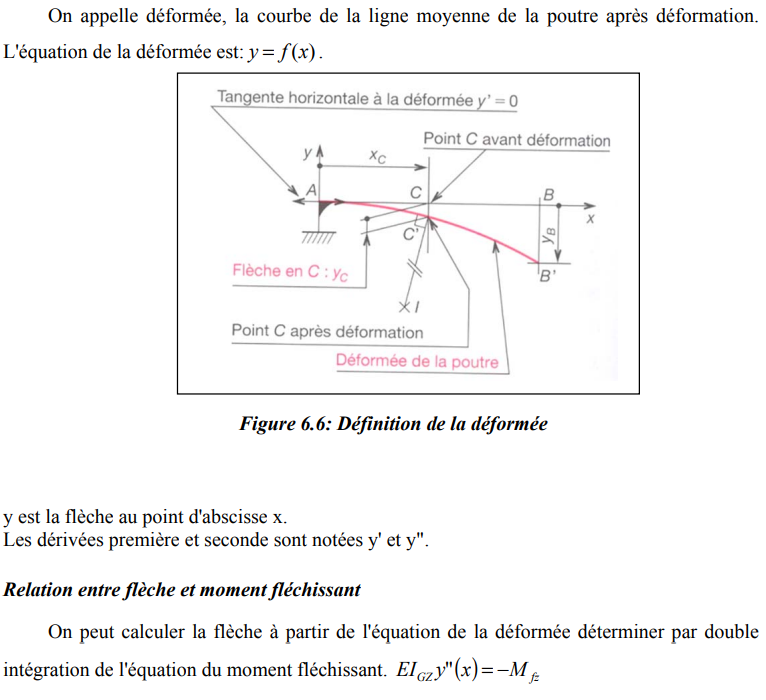 On appelle déformée, la courbe de la ligne moyenne de la poutre après déformation.
L'équation de la déformée est: y = f(x).
Tangente horizontale à la déformée y' = 0
Point C avant déformation
y
x_C
A
C
B
x
C'
y_B
Flèche en C : y_C
B'
I
Point C après déformation
Déformée de la poutre
Figure 6.6: Définition de la déformée
y est la flèche au point d'abscisse x.
Les dérivées première et seconde sont notées y' et y".
Relation entre flèche et moment fléchissant
On peut calculer la flèche à partir de l'équation de la déformée déterminer par double
intégration de l'équation du moment fléchissant. EI_{GZ} y"(x) = −M_{fz}